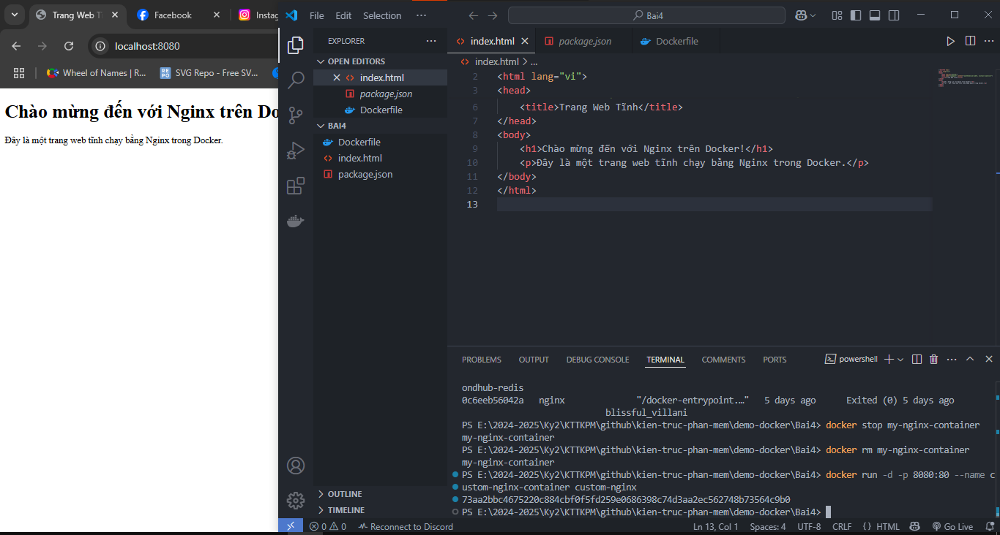 Trang Web T
Facebook
Instag
localhost:8080
Wheel of Names | R...
REPO
SVG Repo - Free SV...
Chào mừng đến với Nginx trên Do
Đây là một trang web tĩnh chạy bằng Nginx trong Docker.
File Edit Selection ···
Bai4
EXPLORER ···
OPEN EDITORS
index.html
package.json
Dockerfile
BAI4
Dockerfile
index.html
package.json
OUTLINE
TIMELINE
index.html
package.json
Dockerfile
index.html > ...
2 <html lang="vi">
3 <head>
6 <title>Trang Web Tĩnh</title>
7 </head>
8 <body>
9 <h1>Chào mừng đến với Nginx trên Docker!</h1>
10 <p>Đây là một trang web tĩnh chạy bằng Nginx trong Docker.</p>
11 </body>
12 </html>
13
PROBLEMS OUTPUT DEBUG CONSOLE TERMINAL COMMENTS PORTS
powershell
ondhub-redis
0c6eeb56042a nginx "/docker-entrypoint.…" 5 days ago Exited (0) 5 days ago
blissful_villani
PS E:\2024-2025\Ky2\KTTKPM\github\kien-truc-phan-mem\demo-docker\Bai4> docker stop my-nginx-container
my-nginx-container
PS E:\2024-2025\Ky2\KTTKPM\github\kien-truc-phan-mem\demo-docker\Bai4> docker rm my-nginx-container
my-nginx-container
PS E:\2024-2025\Ky2\KTTKPM\github\kien-truc-phan-mem\demo-docker\Bai4> docker run -d -p 8080:80 --name c
ustom-nginx-container custom-nginx
73aa2bbc4675220c884cbf0f5fd259e0686398c74d3aa2ec562748b73564c9b0
PS E:\2024-2025\Ky2\KTTKPM\github\kien-truc-phan-mem\demo-docker\Bai4>
0 0 Reconnect to Discord
Ln 13, Col 1 Spaces: 4 UTF-8 CRLF {} HTML Go Live